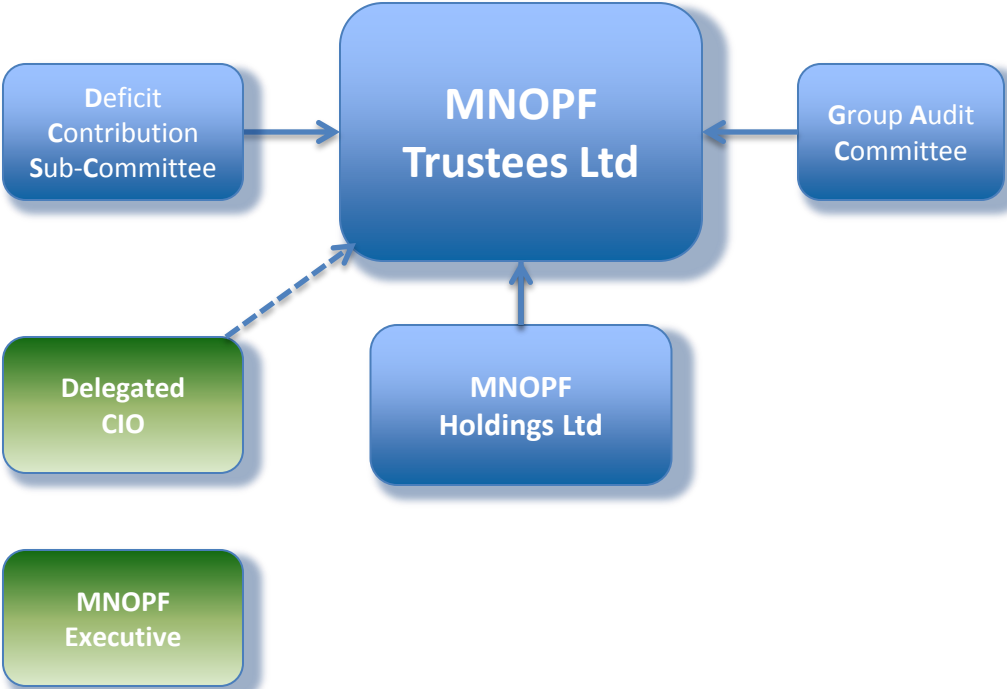 Deficit
Contribution
Sub-Committee
MNOPF
Trustees Ltd
Group Audit
Committee
Delegated
CIO
MNOPF
Holdings Ltd
MNOPF
Executive